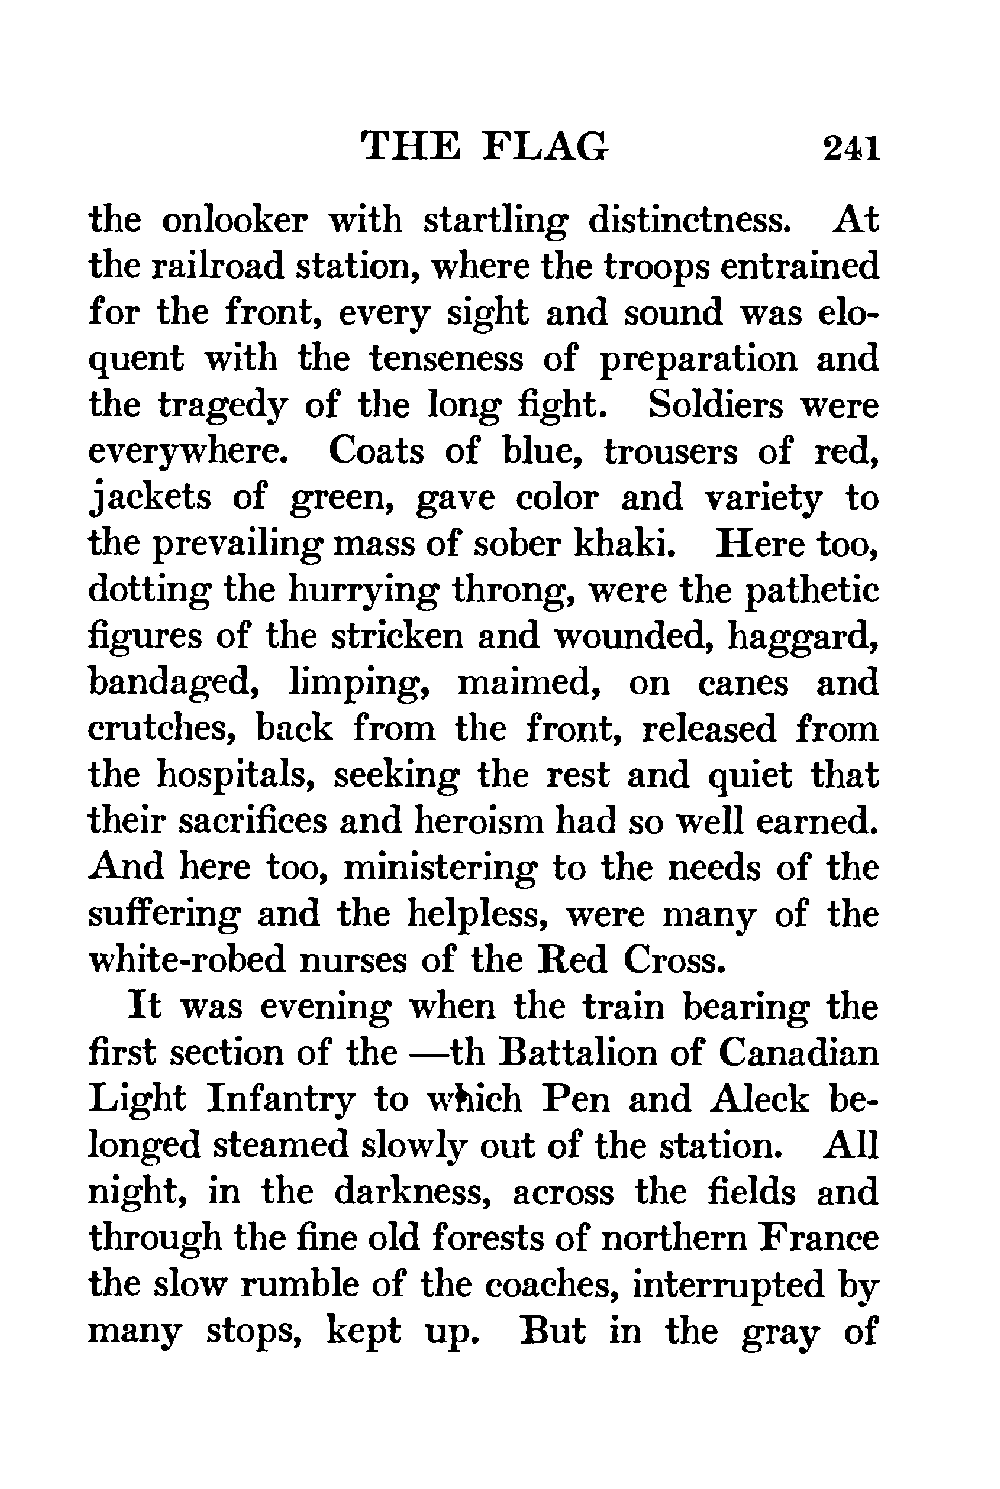 THE FLAG 241
the onlooker with startling distinctness. At
the railroad station, where the troops entrained
for the front, every sight and sound was elo-
quent with the tenseness of preparation and
the tragedy of the long fight. Soldiers were
everywhere. Coats of blue, trousers of red,
jackets of green, gave color and variety to
the prevailing mass of sober khaki. Here too,
dotting the hurrying throng, were the pathetic
figures of the stricken and wounded, haggard,
bandaged, limping, maimed, on canes and
crutches, back from the front, released from
the hospitals, seeking the rest and quiet that
their sacrifices and heroism had so well earned.
And here too, ministering to the needs of the
suffering and the helpless, were many of the
white-robed nurses of the Red Cross.
It was evening when the train bearing the
first section of the —th Battalion of Canadian
Light Infantry to which Pen and Aleck be-
longed steamed slowly out of the station. All
night, in the darkness, across the fields and
through the fine old forests of northern France
the slow rumble of the coaches, interrupted by
many stops, kept up. But in the gray of